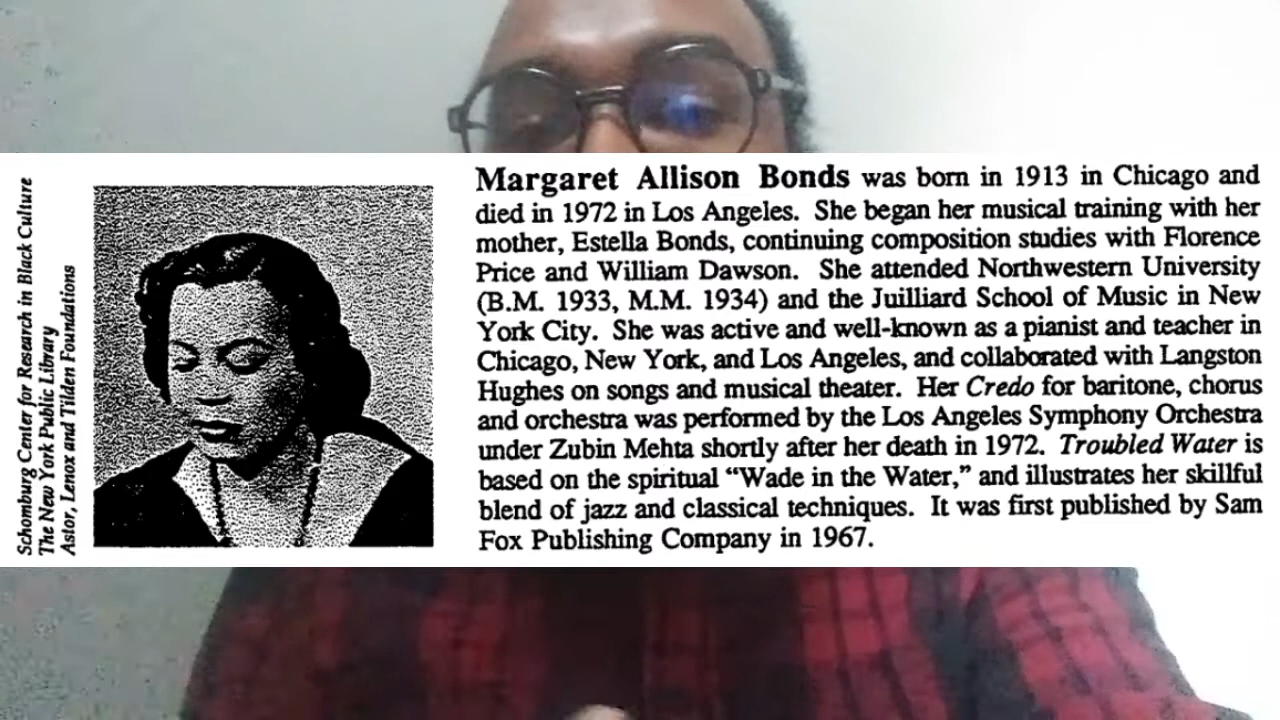 Schomburg Center for Research in Black Culture
The New York Public Library
Astor, Lenox and Tilden Foundations
Margaret Allison Bonds was born in 1913 in Chicago and
died in 1972 in Los Angeles. She began her musical training with her
mother, Estella Bonds, continuing composition studies with Florence
Price and William Dawson. She attended Northwestern University
(B.M. 1933, M.M. 1934) and the Juilliard School of Music in New
York City. She was active and well-known as a pianist and teacher in
Chicago, New York, and Los Angeles, and collaborated with Langston
Hughes on songs and musical theater. Her Credo for baritone, chorus
and orchestra was performed by the Los Angeles Symphony Orchestra
under Zubin Mehta shortly after her death in 1972. Troubled Water is
based on the spiritual “Wade in the Water,” and illustrates her skillful
blend of jazz and classical techniques. It was first published by Sam
Fox Publishing Company in 1967.